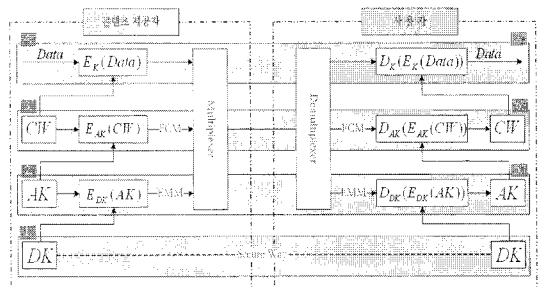 콘텐츠 제공자 사용자
Data E_K(Data) D_K(E_K(Data)) Data
CW E_AK(CW) ECM ECM D_AK(E_AK(CW)) CW
Multiplexer Demultiplexer
AK E_DK(AK) EMM EMM D_DK(E_DK(AK)) AK
DK Secure Way DK